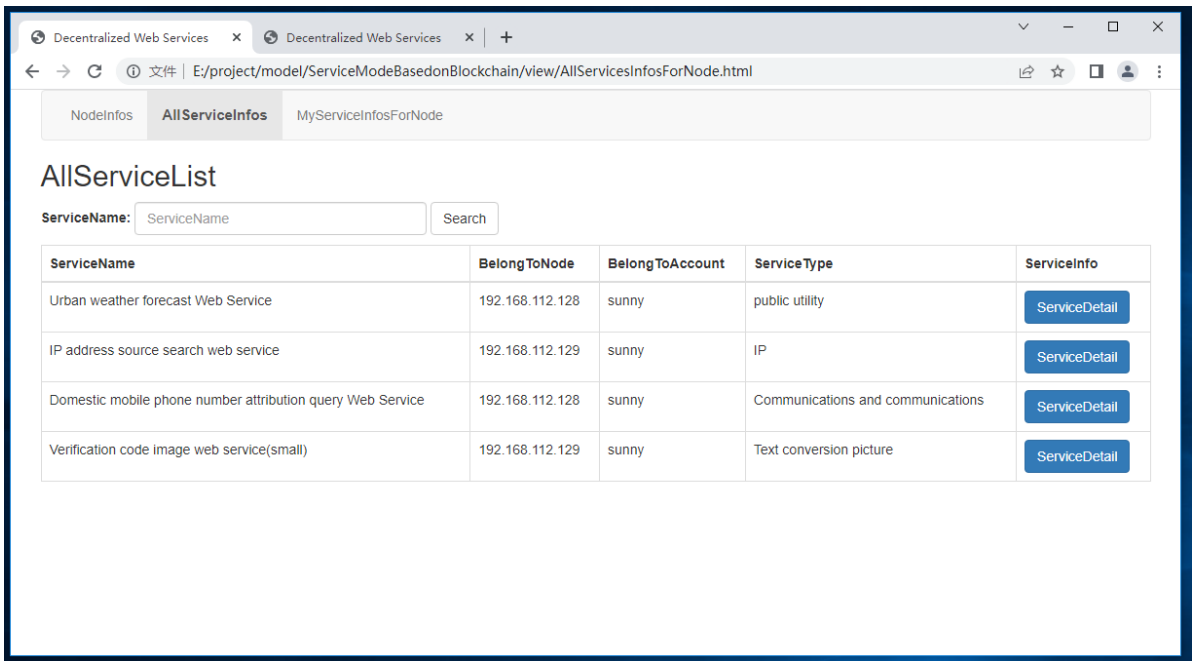 Decentralized Web Services Decentralized Web Services
文件 E:/project/model/ServiceModeBasedonBlockchain/view/AllServicesInfosForNode.html
NodeInfos AllServiceInfos MyServiceInfosForNode
AllServiceList
ServiceName: ServiceName Search
ServiceName BelongToNode BelongToAccount ServiceType ServiceInfo
Urban weather forecast Web Service 192.168.112.128 sunny public utility ServiceDetail
IP address source search web service 192.168.112.129 sunny IP ServiceDetail
Domestic mobile phone number attribution query Web Service 192.168.112.128 sunny Communications and communications ServiceDetail
Verification code image web service(small) 192.168.112.129 sunny Text conversion picture ServiceDetail